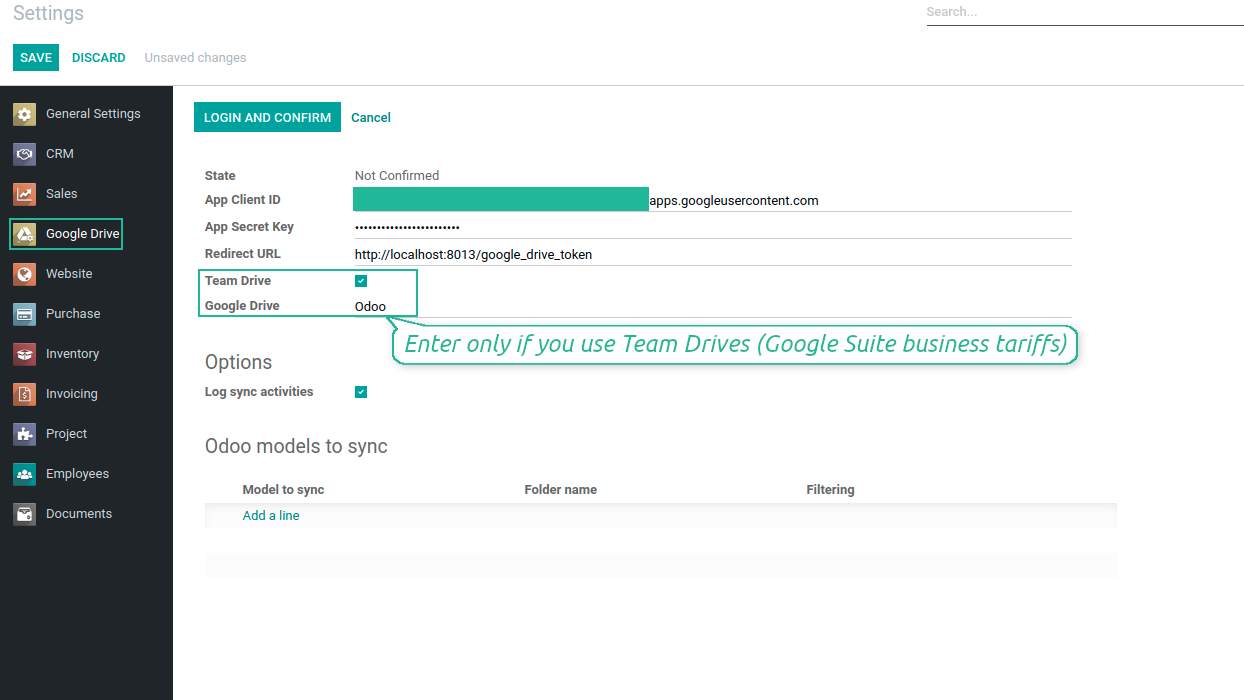 Settings
Search...
SAVE DISCARD Unsaved changes
General Settings
CRM
Sales
Google Drive
Website
Purchase
Inventory
Invoicing
Project
Employees
Documents
LOGIN AND CONFIRM Cancel
State Not Confirmed
App Client ID apps.googleusercontent.com
App Secret Key ••••••••••••••••••••••••
Redirect URL http://localhost:8013/google_drive_token
Team Drive
Google Drive Odoo
Enter only if you use Team Drives (Google Suite business tariffs)
Options
Log sync activities
Odoo models to sync
Model to sync Folder name Filtering
Add a line